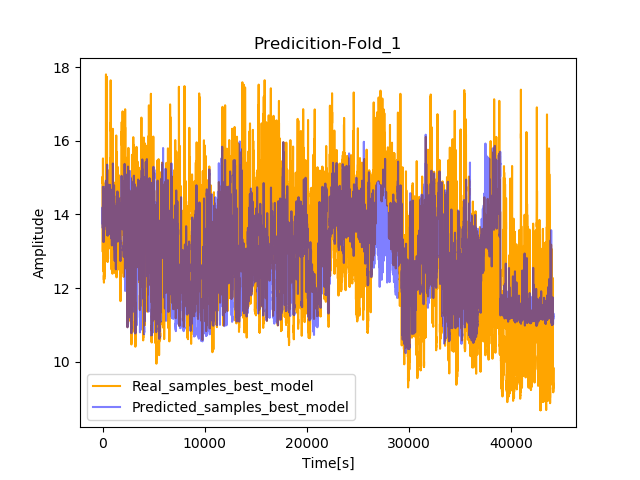 Predicition-Fold_1
18
16
14
12
10
Amplitude
Real_samples_best_model
Predicted_samples_best_model
0
10000
20000
30000
40000
Time[s]